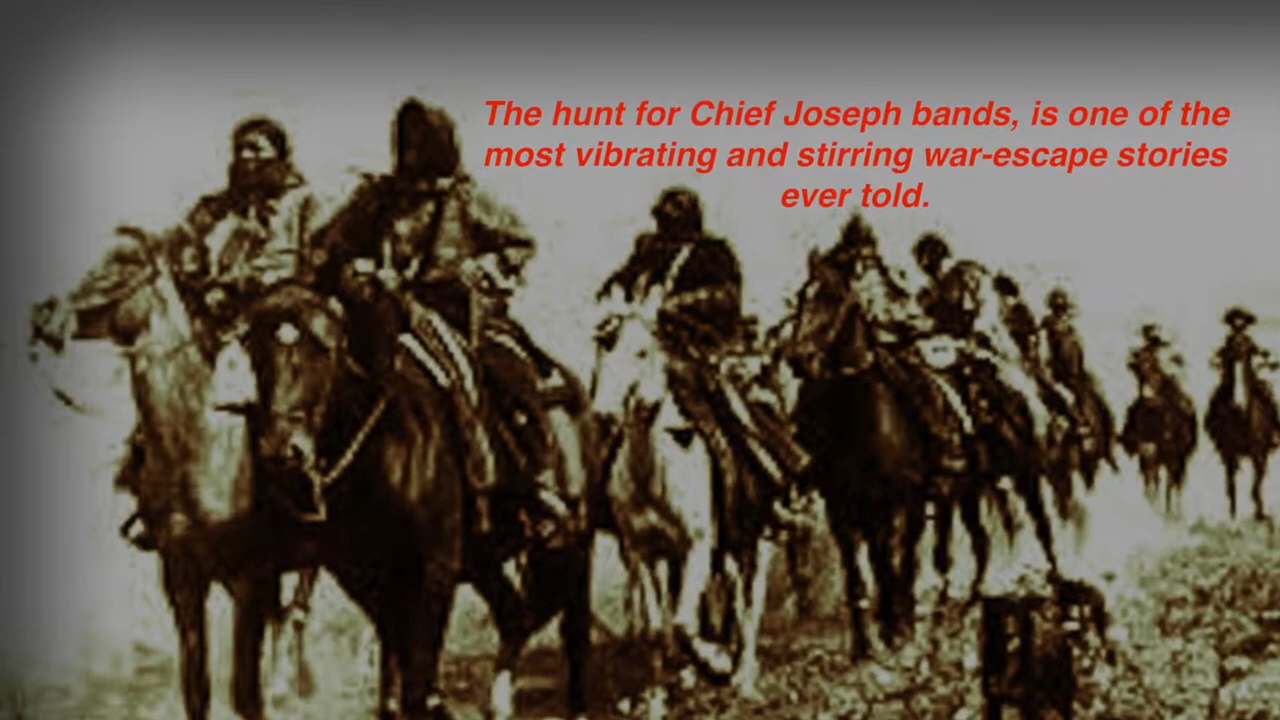 The hunt for Chief Joseph bands, is one of the
most vibrating and stirring war-escape stories
ever told.